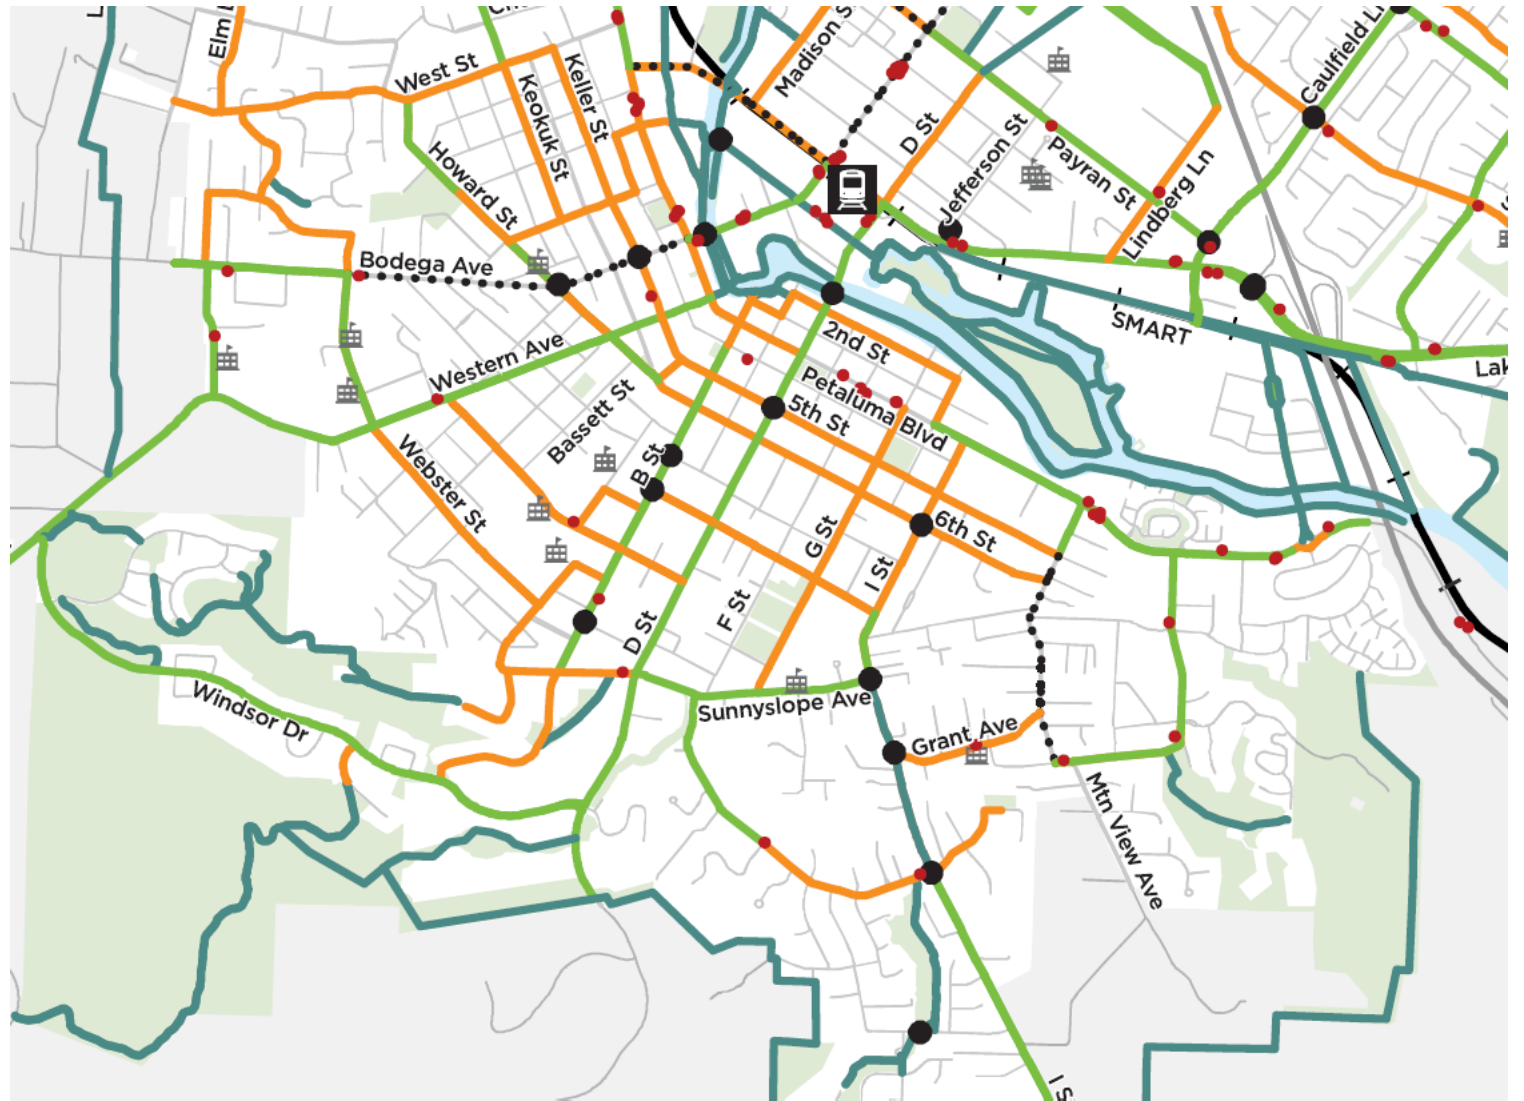 Elm
West St
Keokuk St
Keller St
Madison S
Caulfield L
D St
Jefferson St
Payran St
Lindberg Ln
Howard St
Bodega Ave
SMART
2nd St
Western Ave
Lak
Petaluma Blvd
5th St
Bassett St
Webster St
B St
G St
6th St
I St
F St
D St
Windsor Dr
Sunnyslope Ave
Grant Ave
Mtn View Ave
I S